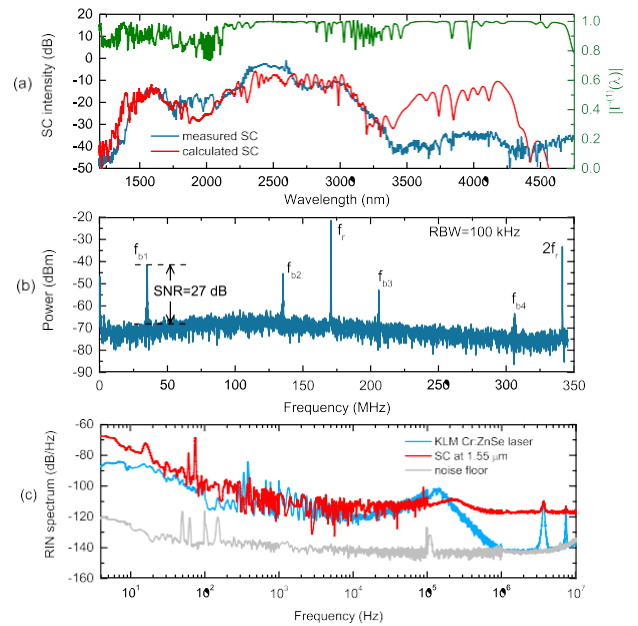 (a)
SC intensity (dB)
20
10
0
-10
-20
-30
-40
-50
measured SC
calculated SC
1500
2000
2500
3000
3500
4000
4500
Wavelength (nm)
1.0
0.8
0.6
0.4
0.2
0.0
|Γ⁽¹⁾(λ)|
(b)
Power (dBm)
-20
-30
-40
-50
-60
-70
-80
-90
f_b1
SNR=27 dB
f_b2
f_r
f_b3
RBW=100 kHz
f_b4
2f_r
0
50
100
150
200
250
300
350
Frequency (MHz)
(c)
RIN spectrum (dB/Hz)
-60
-80
-100
-120
-140
-160
KLM Cr:ZnSe laser
SC at 1.55 μm
noise floor
10¹
10²
10³
10⁴
10⁵
10⁶
10⁷
Frequency (Hz)